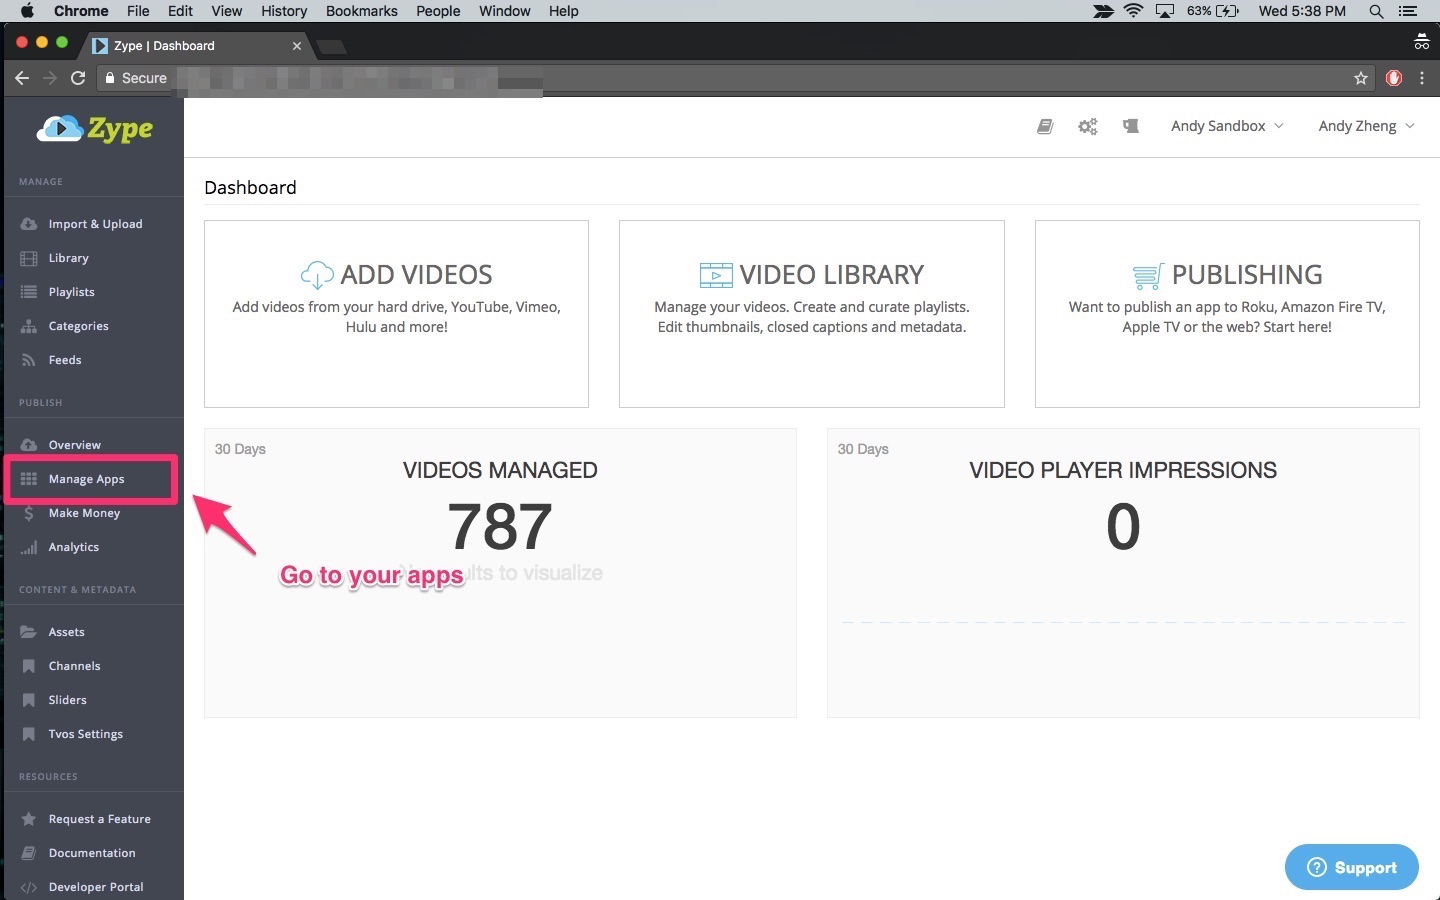 Chrome File Edit View History Bookmarks People Window Help 63% Wed 5:38 PM
Zype | Dashboard
Secure
Zype
Andy Sandbox Andy Zheng
MANAGE
Import & Upload
Library
Playlists
Categories
Feeds
PUBLISH
Overview
Manage Apps
Make Money
Analytics
CONTENT & METADATA
Assets
Channels
Sliders
Tvos Settings
RESOURCES
Request a Feature
Documentation
Developer Portal
Dashboard
ADD VIDEOS
Add videos from your hard drive, YouTube, Vimeo,
Hulu and more!
VIDEO LIBRARY
Manage your videos. Create and curate playlists.
Edit thumbnails, closed captions and metadata.
PUBLISHING
Want to publish an app to Roku, Amazon Fire TV,
Apple TV or the web? Start here!
30 Days
VIDEOS MANAGED
787
to visualize
Go to your apps
30 Days
VIDEO PLAYER IMPRESSIONS
0
Support